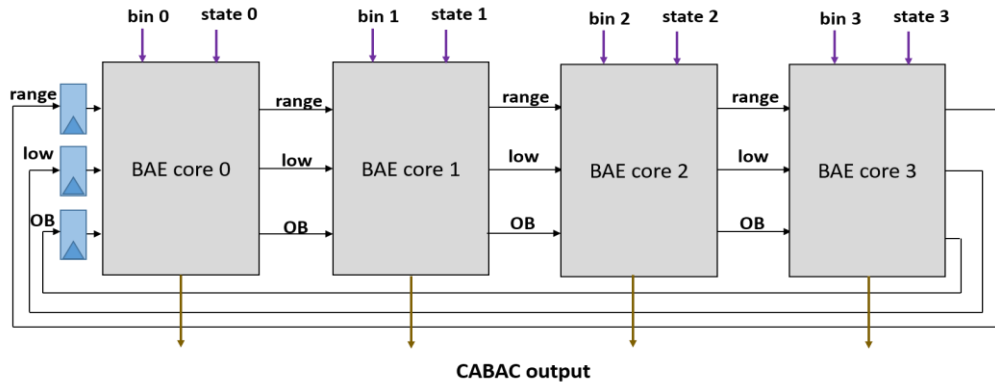 bin 0 state 0 bin 1 state 1 bin 2 state 2 bin 3 state 3
range range range range
BAE core 0 low BAE core 1 low BAE core 2 low BAE core 3
low
OB OB OB OB
CABAC output